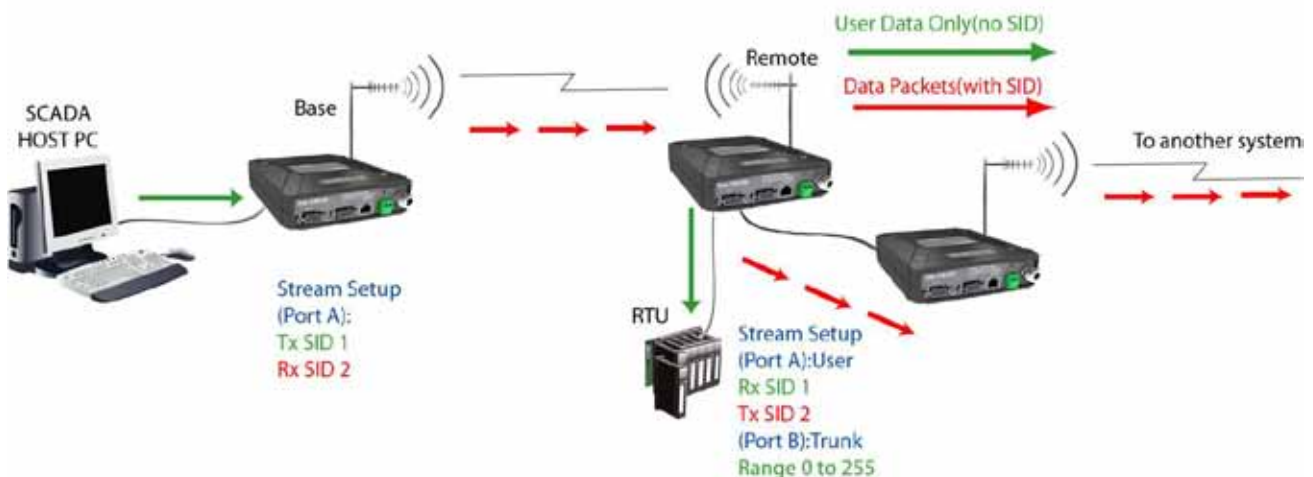 User Data Only(no SID)
Remote
Data Packets(with SID)
Base
SCADA
HOST PC
To another system
Stream Setup
(Port A):
Tx SID 1
Rx SID 2
RTU
Stream Setup
(Port A):User
Rx SID 1
Tx SID 2
(Port B):Trunk
Range 0 to 255